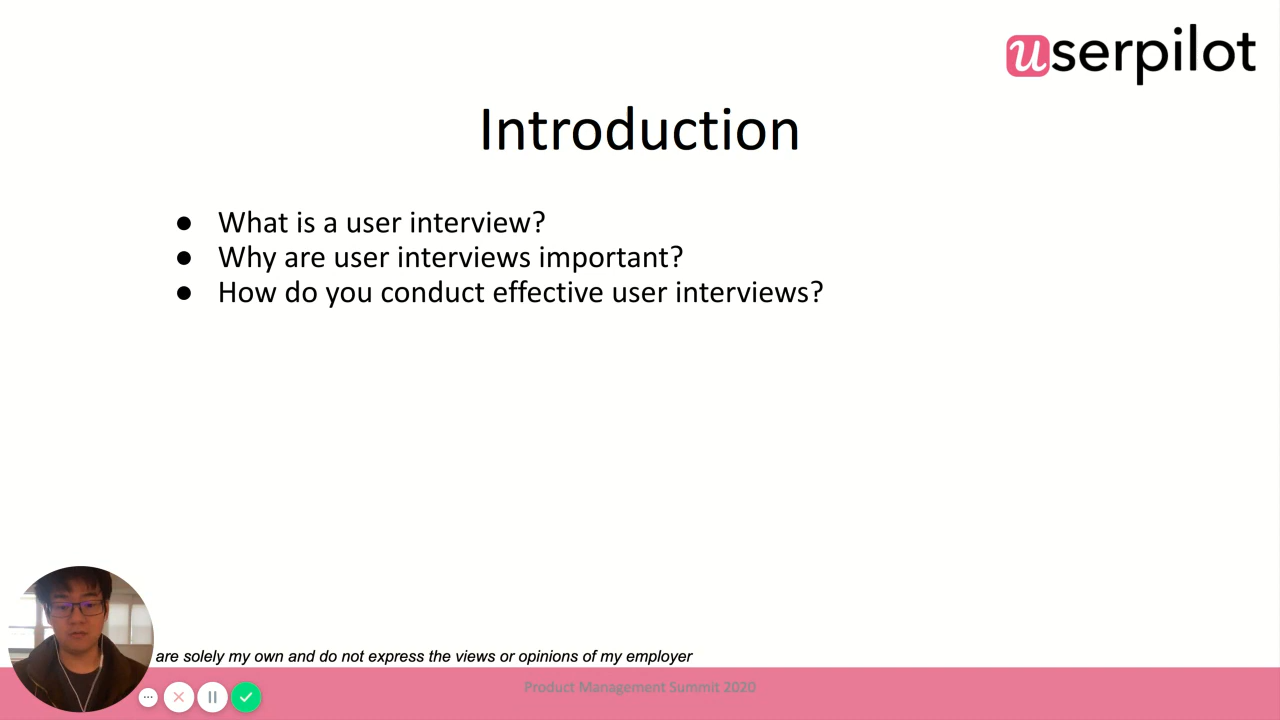 userpilot
Introduction
● What is a user interview?
● Why are user interviews important?
● How do you conduct effective user interviews?
are solely my own and do not express the views or opinions of my employer
Product Management Summit 2020